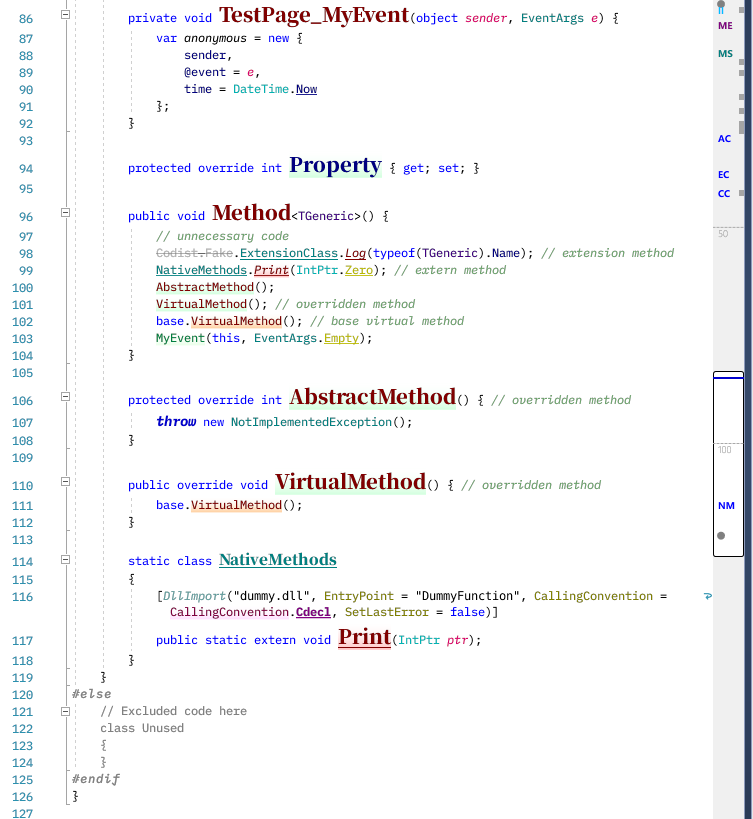 86 private void TestPage_MyEvent(object sender, EventArgs e) {
87 var anonymous = new {
88 sender,
89 @event = e,
90 time = DateTime.Now
91 };
92 }
93
94 protected override int Property { get; set; }
95
96 public void Method<TGeneric>() {
97 // unnecessary code
98 Codist.Fake.ExtensionClass.Log(typeof(TGeneric).Name); // extension method
99 NativeMethods.Print(IntPtr.Zero); // extern method
100 AbstractMethod();
101 VirtualMethod(); // overridden method
102 base.VirtualMethod(); // base virtual method
103 MyEvent(this, EventArgs.Empty);
104 }
105
106 protected override int AbstractMethod() { // overridden method
107 throw new NotImplementedException();
108 }
109
110 public override void VirtualMethod() { // overridden method
111 base.VirtualMethod();
112 }
113
114 static class NativeMethods
115 {
116 [DllImport("dummy.dll", EntryPoint = "DummyFunction", CallingConvention =
CallingConvention.Cdecl, SetLastError = false)]
117 public static extern void Print(IntPtr ptr);
118 }
119 }
120 #else
121 // Excluded code here
122 class Unused
123 {
124 }
125 #endif
126 }
127
ME
MS
AC
EC
CC
50
100
NM